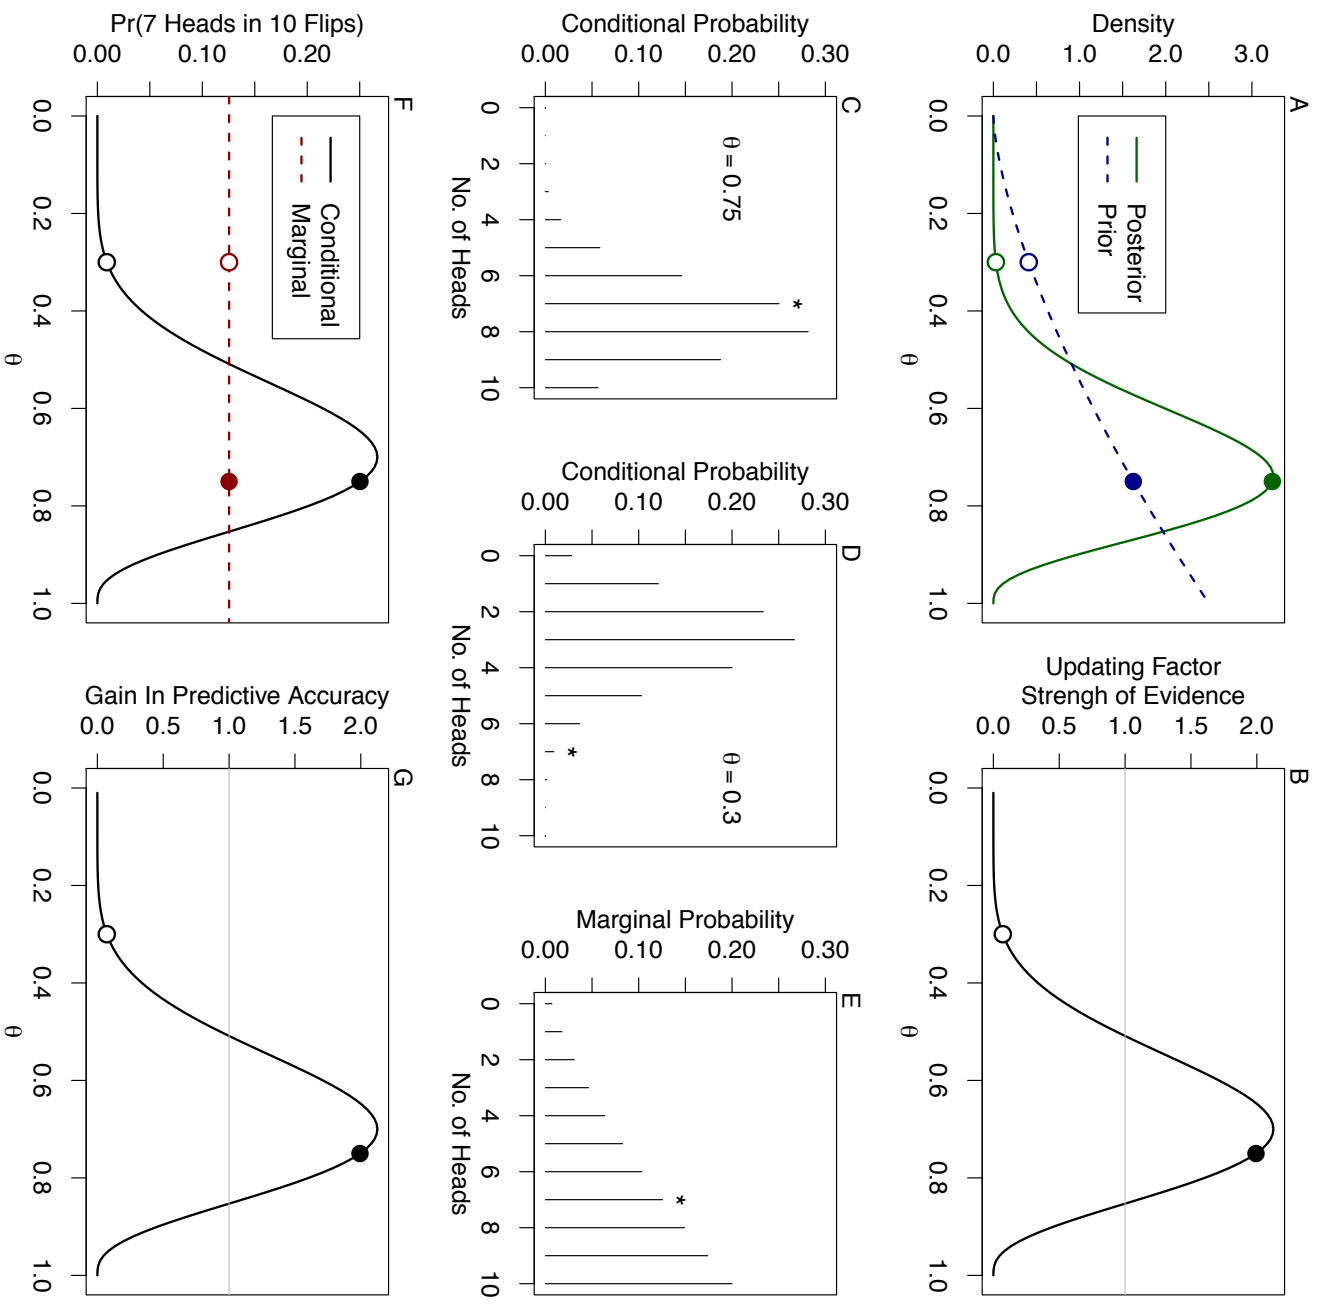 A
Density
0.0 1.0 2.0 3.0
Posterior
Prior
0.0 0.2 0.4 0.6 0.8 1.0
θ
B
Updating Factor
Strengh of Evidence
0.0 0.5 1.0 1.5 2.0
0.0 0.2 0.4 0.6 0.8 1.0
θ
C
Conditional Probability
0.00 0.10 0.20 0.30
θ = 0.75
*
0 2 4 6 8 10
No. of Heads
D
Conditional Probability
0.00 0.10 0.20 0.30
θ = 0.3
*
0 2 4 6 8 10
No. of Heads
E
Marginal Probability
0.00 0.10 0.20 0.30
*
0 2 4 6 8 10
No. of Heads
F
Pr(7 Heads in 10 Flips)
0.00 0.10 0.20
Conditional
Marginal
0.0 0.2 0.4 0.6 0.8 1.0
θ
G
Gain In Predictive Accuracy
0.0 0.5 1.0 1.5 2.0
0.0 0.2 0.4 0.6 0.8 1.0
θ